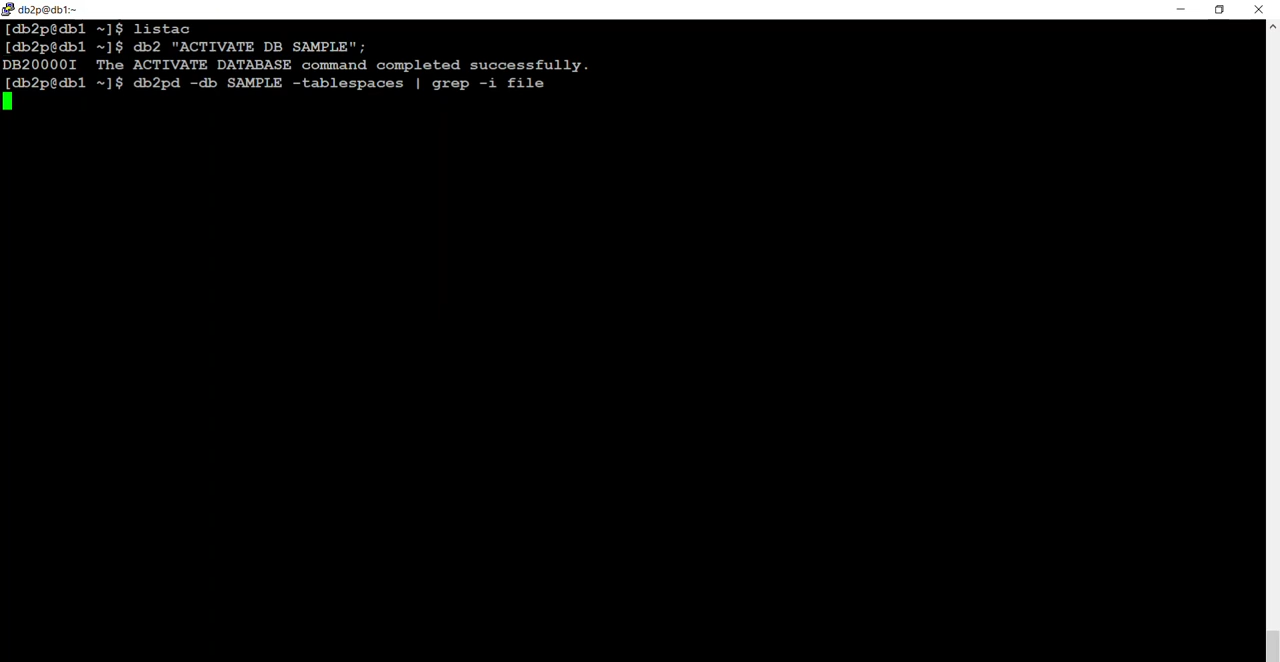 db2p@db1:~
[db2p@db1 ~]$ listac
[db2p@db1 ~]$ db2 "ACTIVATE DB SAMPLE";
DB20000I  The ACTIVATE DATABASE command completed successfully.
[db2p@db1 ~]$ db2pd -db SAMPLE -tablespaces | grep -i file